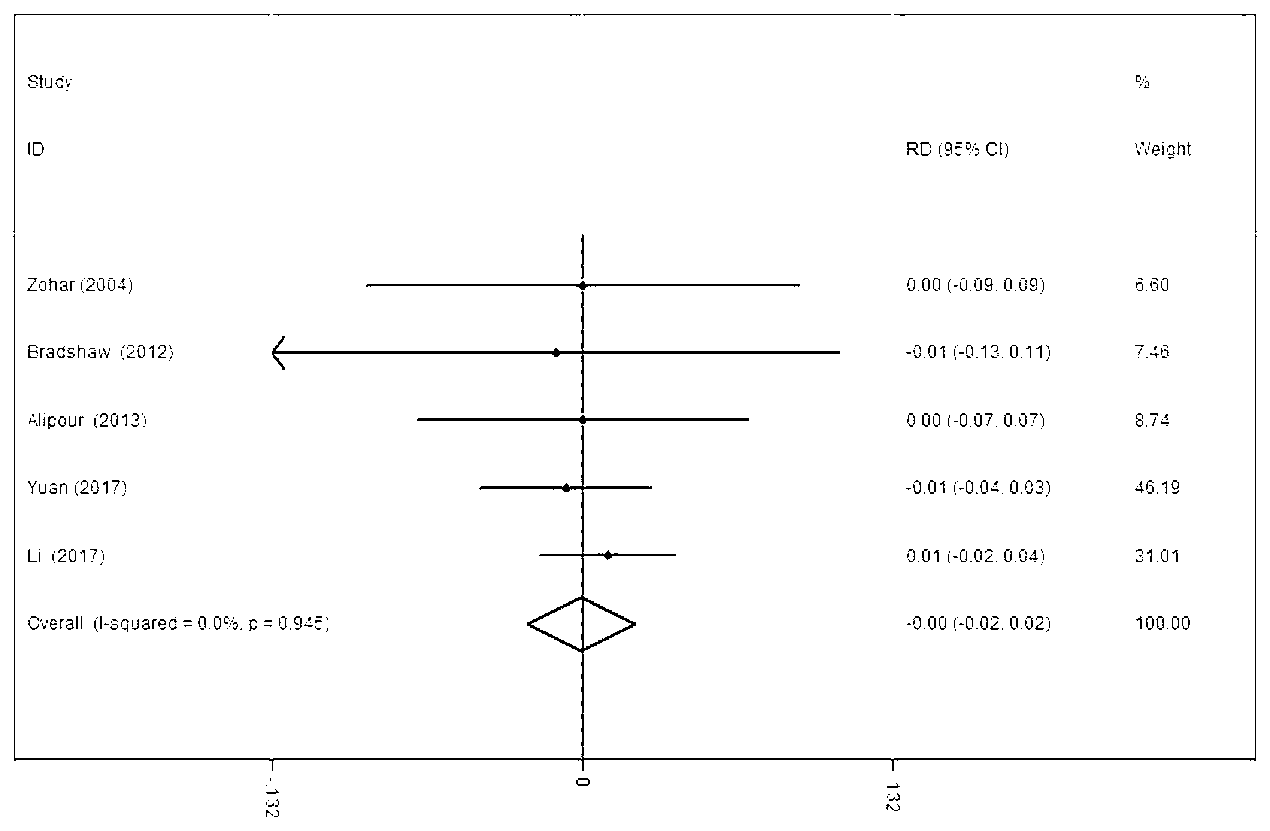 Study %
ID RD (95% CI) Weight
Zohar (2004) 0.00 (-0.09, 0.09) 6.60
Bradshaw (2012) -0.01 (-0.13, 0.11) 7.46
Alipour (2013) 0.00 (-0.07, 0.07) 8.74
Yuan (2017) -0.01 (-0.04, 0.03) 46.19
Li (2017) 0.01 (-0.02, 0.04) 31.01
Overall (I-squared = 0.0%, p = 0.945) -0.00 (-0.02, 0.02) 100.00
-.132 0 .132